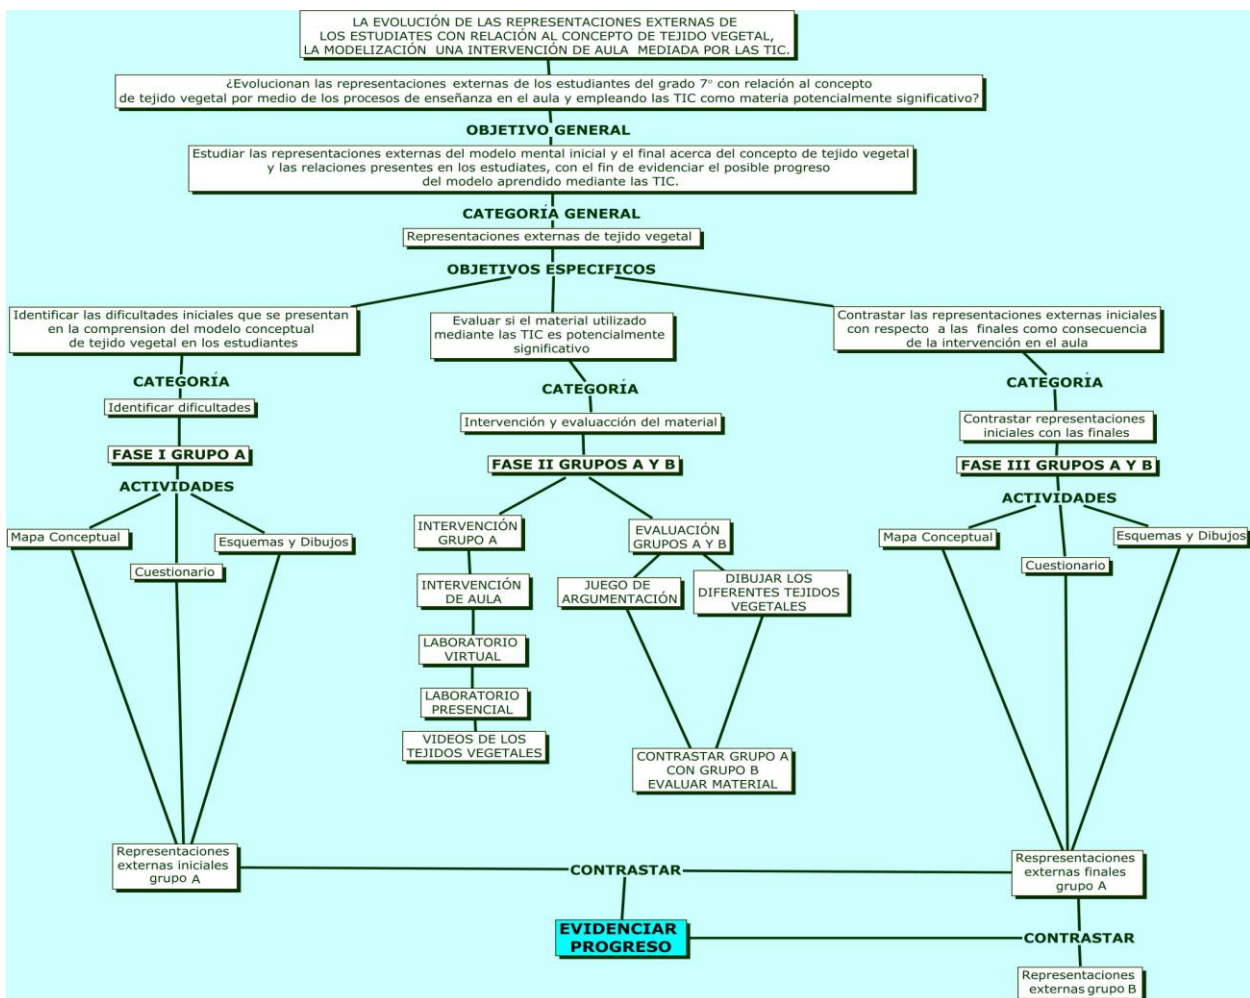 LA EVOLUCIÓN DE LAS REPRESENTACIONES EXTERNAS DE
LOS ESTUDIATES CON RELACIÓN AL CONCEPTO DE TEJIDO VEGETAL,
LA MODELIZACIÓN UNA INTERVENCIÓN DE AULA MEDIADA POR LAS TIC.
¿Evolucionan las representaciones externas de los estudiantes del grado 7° con relación al concepto
de tejido vegetal por medio de los procesos de enseñanza en el aula y empleando las TIC como materia potencialmente significativo?
OBJETIVO GENERAL
Estudiar las representaciones externas del modelo mental inicial y el final acerca del concepto de tejido vegetal
y las relaciones presentes en los estudiates, con el fin de evidenciar el posible progreso
del modelo aprendido mediante las TIC.
CATEGORÍA GENERAL
Representaciones externas de tejido vegetal
OBJETIVOS ESPECIFICOS
Identificar las dificultades iniciales que se presentan
en la comprension del modelo conceptual
de tejido vegetal en los estudiantes
CATEGORÍA
Identificar dificultades
FASE I GRUPO A
ACTIVIDADES
Mapa Conceptual
Cuestionario
Esquemas y Dibujos
Representaciones
externas iniciales
grupo A
Evaluar si el material utilizado
mediante las TIC es potencialmente
significativo
CATEGORÍA
Intervención y evaluacción del material
FASE II GRUPOS A Y B
INTERVENCIÓN
GRUPO A
INTERVENCIÓN
DE AULA
LABORATORIO
VIRTUAL
LABORATORIO
PRESENCIAL
VIDEOS DE LOS
TEJIDOS VEGETALES
EVALUACIÓN
GRUPOS A Y B
JUEGO DE
ARGUMENTACIÓN
DIBUJAR LOS
DIFERENTES TEJIDOS
VEGETALES
CONTRASTAR GRUPO A
CON GRUPO B
EVALUAR MATERIAL
Contrastar las representaciones externas iniciales
con respecto a las finales como consecuencia
de la intervención en el aula
CATEGORÍA
Contrastar representaciones
iniciales con las finales
FASE III GRUPOS A Y B
ACTIVIDADES
Mapa Conceptual
Cuestionario
Esquemas y Dibujos
Respresentaciones
externas finales
grupo A
CONTRASTAR
EVIDENCIAR
PROGRESO
CONTRASTAR
Representaciones
externas grupo B